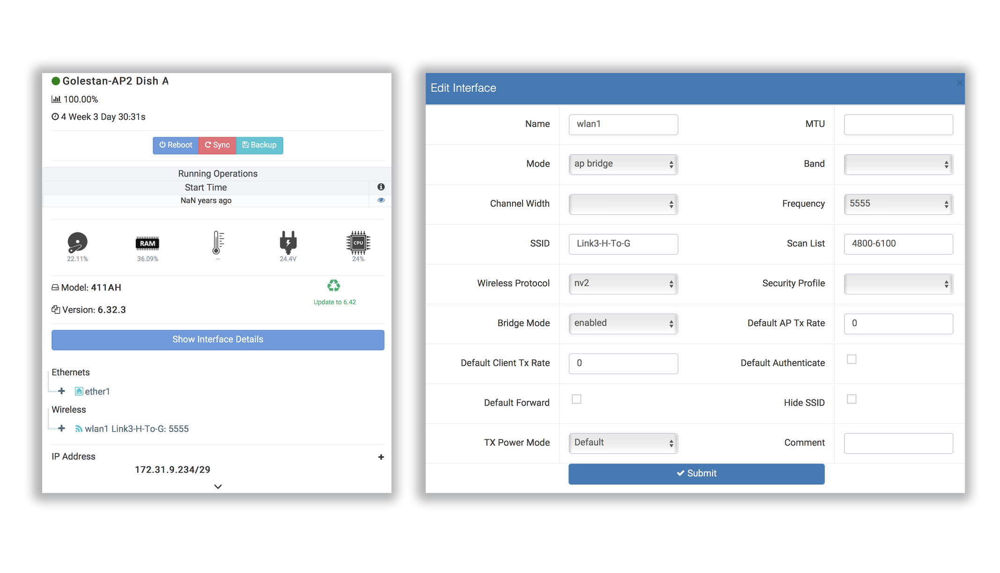 Golestan-AP2 Dish A
100.00%
4 Week 3 Day 30:31s
Reboot Sync Backup
Running Operations
Start Time
NaN years ago
RAM
CPU
22.11% 36.09% -- 24.4V 24%
Model: 411AH
Update to 6.42
Version: 6.32.3
Show Interface Details
Ethernets
ether1
Wireless
wlan1 Link3-H-To-G: 5555
IP Address
172.31.9.234/29
Edit Interface
Name wlan1 MTU
Mode ap bridge Band
Channel Width Frequency 5555
SSID Link3-H-To-G Scan List 4800-6100
Wireless Protocol nv2 Security Profile
Bridge Mode enabled Default AP Tx Rate 0
Default Client Tx Rate 0 Default Authenticate
Default Forward Hide SSID
TX Power Mode Default Comment
Submit